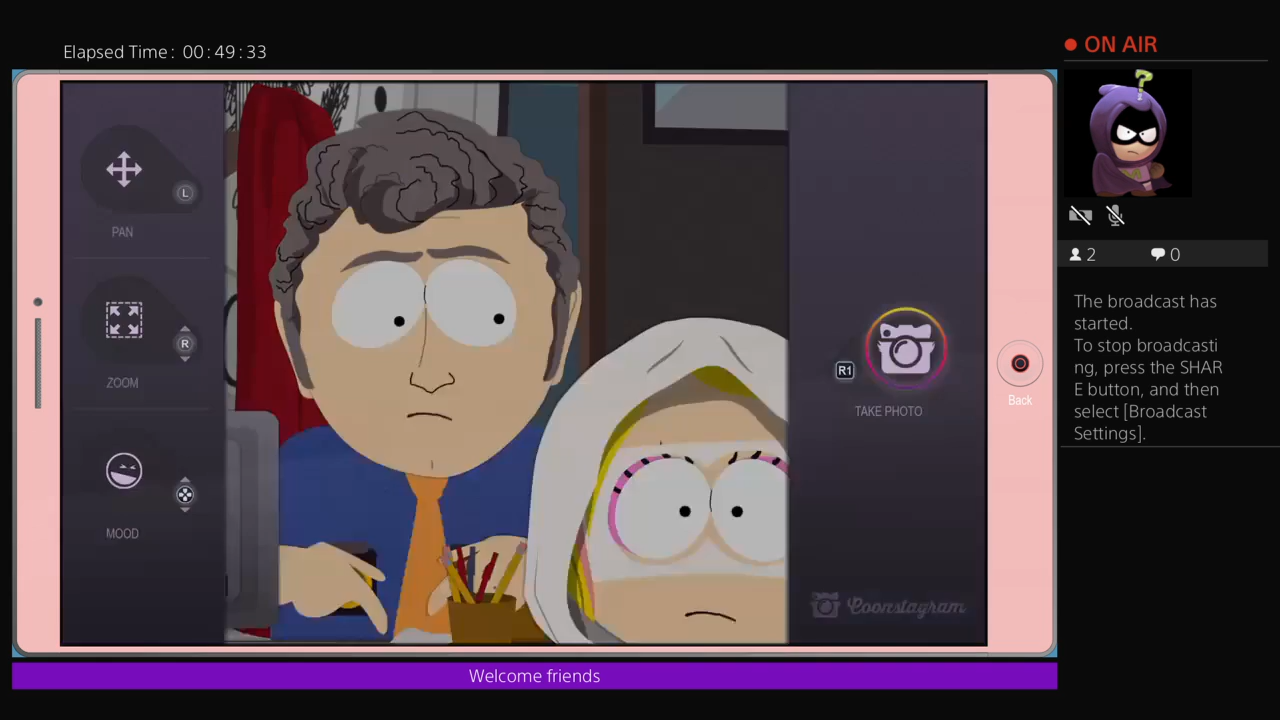 Elapsed Time: 00:49:33
ON AIR
?
L
PAN
R
ZOOM
MOOD
R1
TAKE PHOTO
Coonstagram
Back
2
0
The broadcast has
started.
To stop broadcasti
ng, press the SHAR
E button, and then
select [Broadcast
Settings].
Welcome friends